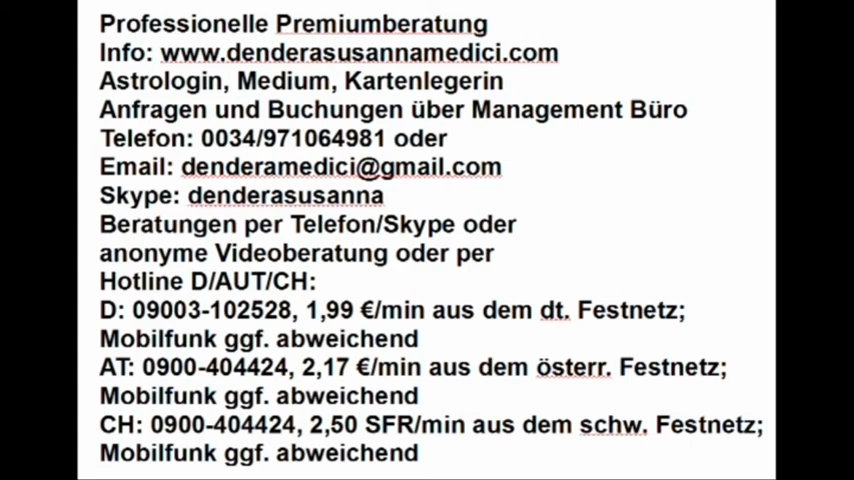 Professionelle Premiumberatung
Info: www.denderasusannamedici.com
Astrologin, Medium, Kartenlegerin
Anfragen und Buchungen über Management Büro
Telefon: 0034/971064981 oder
Email: denderamedici@gmail.com
Skype: denderasusanna
Beratungen per Telefon/Skype oder
anonyme Videoberatung oder per
Hotline D/AUT/CH:
D: 09003-102528, 1,99 €/min aus dem dt. Festnetz;
Mobilfunk ggf. abweichend
AT: 0900-404424, 2,17 €/min aus dem österr. Festnetz;
Mobilfunk ggf. abweichend
CH: 0900-404424, 2,50 SFR/min aus dem schw. Festnetz;
Mobilfunk ggf. abweichend